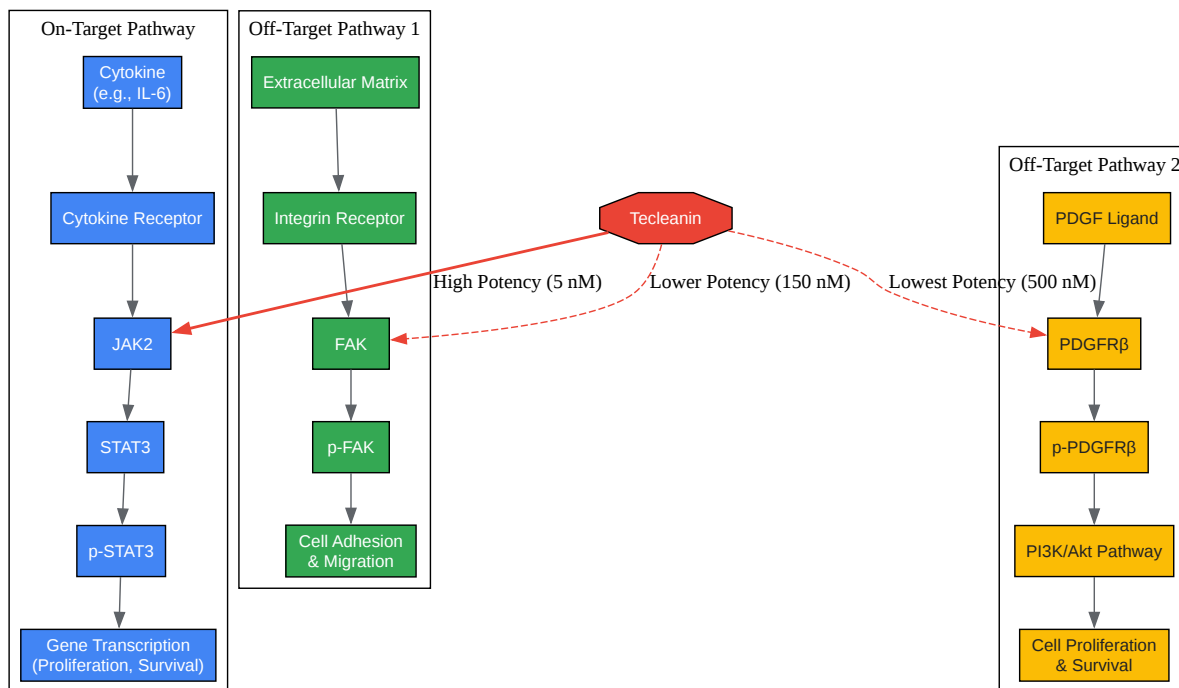 On-Target Pathway
Cytokine
(e.g., IL-6)
Cytokine Receptor
JAK2
STAT3
p-STAT3
Gene Transcription
(Proliferation, Survival)
Off-Target Pathway 1
Extracellular Matrix
Integrin Receptor
FAK
p-FAK
Cell Adhesion
& Migration
Tecleanin
High Potency (5 nM)
Lower Potency (150 nM)
Lowest Potency (500 nM)
Off-Target Pathway 2
PDGF Ligand
PDGFRβ
p-PDGFRβ
PI3K/Akt Pathway
Cell Proliferation
& Survival